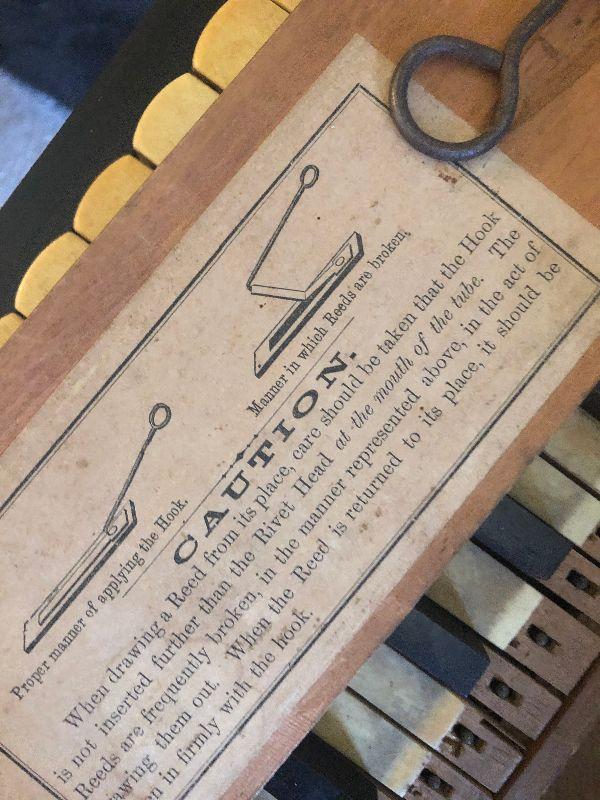 Proper manner of applying the Hook.
Manner in which Reeds are broken.
CAUTION.
When drawing a Reed from its place, care should be taken that the Hook
is not inserted further than the Rivet Head at the mouth of the tube. The
Reeds are frequently broken, in the manner represented above, in the act of
awing them out. When the Reed is returned to its place, it should be
en in firmly with the hook.